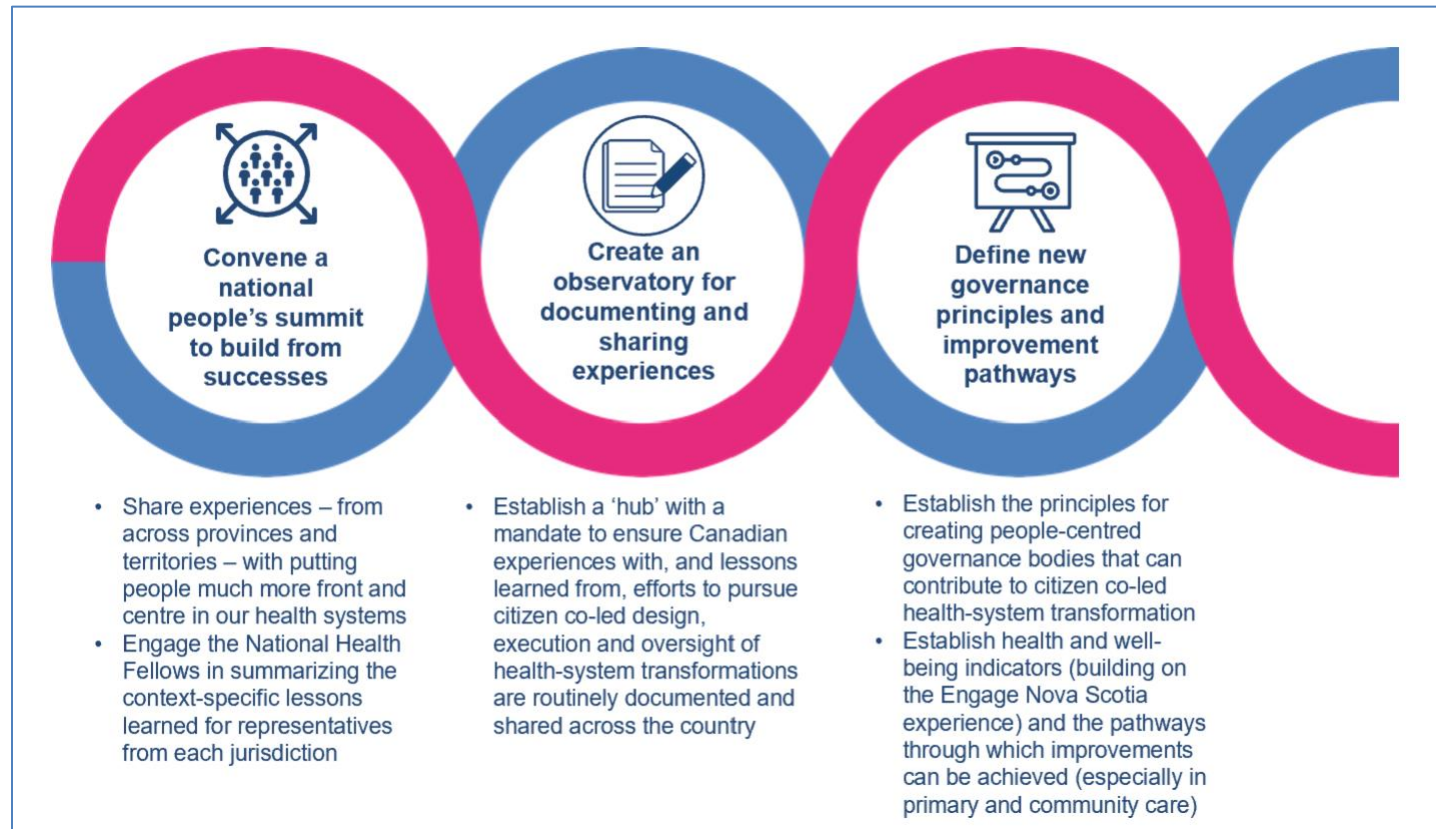 Convene a
national
people's summit
to build from
successes
Create an
observatory for
documenting and
sharing
experiences
Define new
governance
principles and
improvement
pathways
• Share experiences – from
across provinces and
territories – with putting
people much more front and
centre in our health systems
• Engage the National Health
Fellows in summarizing the
context-specific lessons
learned for representatives
from each jurisdiction
• Establish a 'hub' with a
mandate to ensure Canadian
experiences with, and lessons
learned from, efforts to pursue
citizen co-led design,
execution and oversight of
health-system transformations
are routinely documented and
shared across the country
• Establish the principles for
creating people-centred
governance bodies that can
contribute to citizen co-led
health-system transformation
• Establish health and well-
being indicators (building on
the Engage Nova Scotia
experience) and the pathways
through which improvements
can be achieved (especially in
primary and community care)